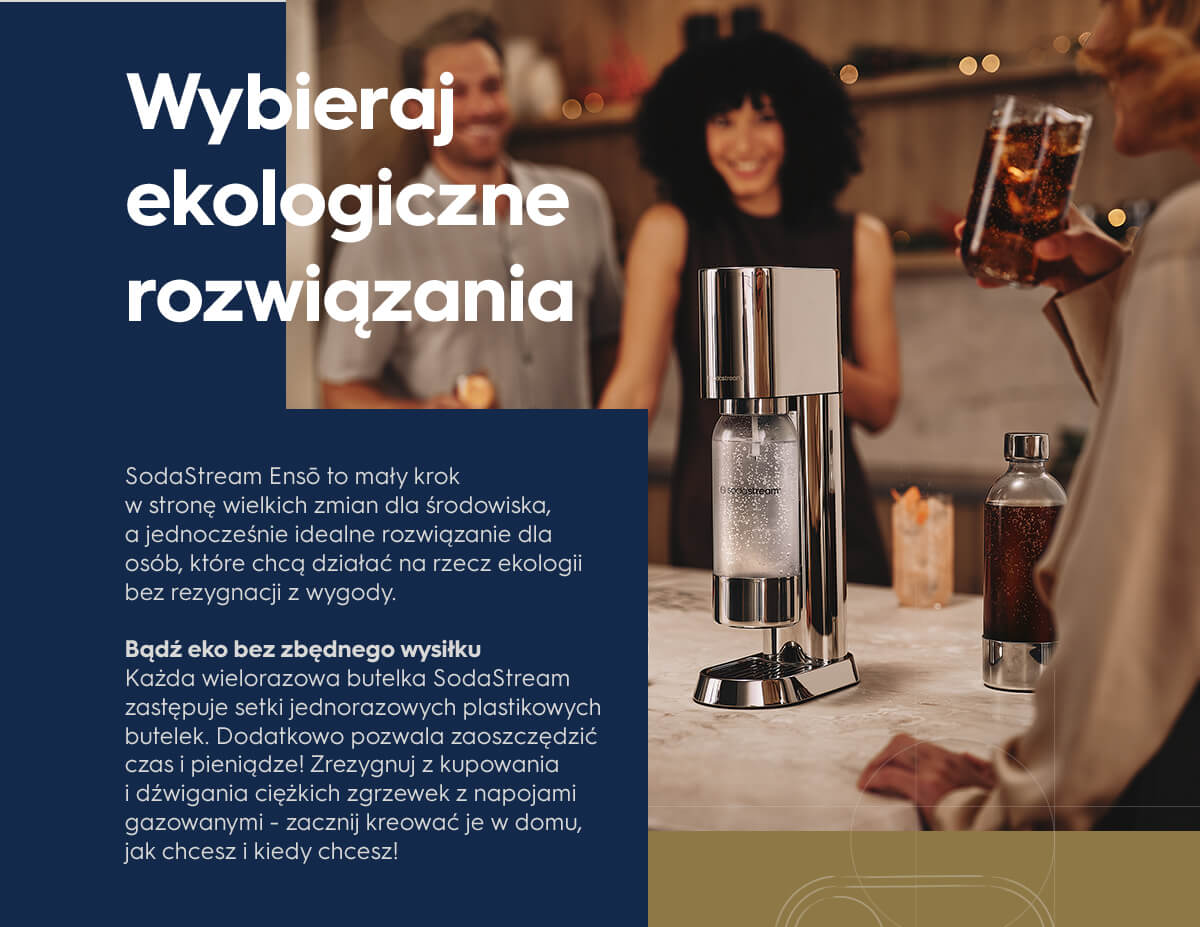 Wybieraj
ekologiczne
rozwiązania
SodaStream Ensō to mały krok
w stronę wielkich zmian dla środowiska,
a jednocześnie idealne rozwiązanie dla
osób, które chcą działać na rzecz ekologii
bez rezygnacji z wygody.
Bądź eko bez zbędnego wysiłku
Każda wielorazowa butelka SodaStream
zastępuje setki jednorazowych plastikowych
butelek. Dodatkowo pozwala zaoszczędzić
czas i pieniądze! Zrezygnuj z kupowania
i dźwigania ciężkich zgrzewek z napojami
gazowanymi - zacznij kreować je w domu,
jak chcesz i kiedy chcesz!
sodastream
sodastream